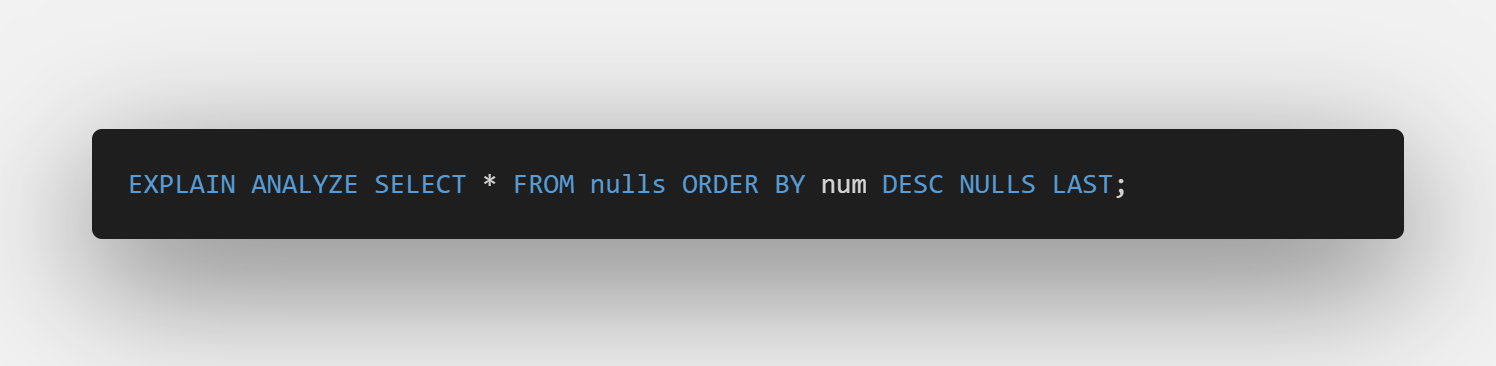 EXPLAIN ANALYZE SELECT * FROM nulls ORDER BY num DESC NULLS LAST;